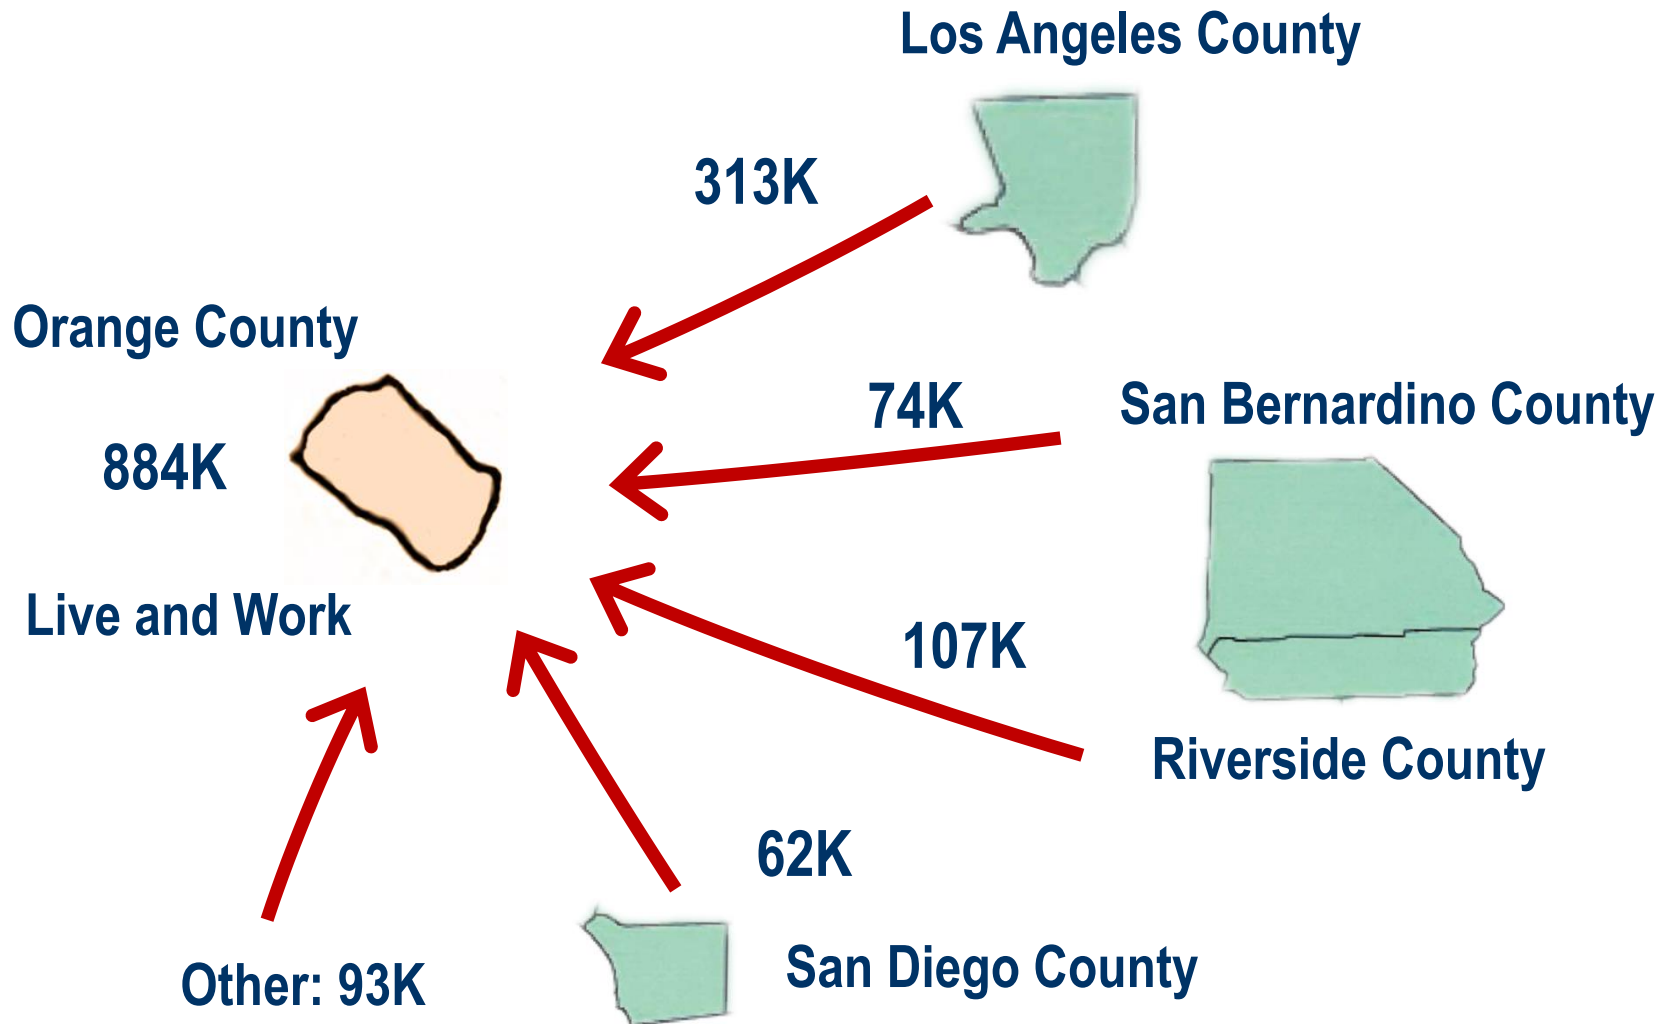 Los Angeles County
313K
Orange County
74K
San Bernardino County
884K
Live and Work
107K
Riverside County
62K
San Diego County
Other: 93K